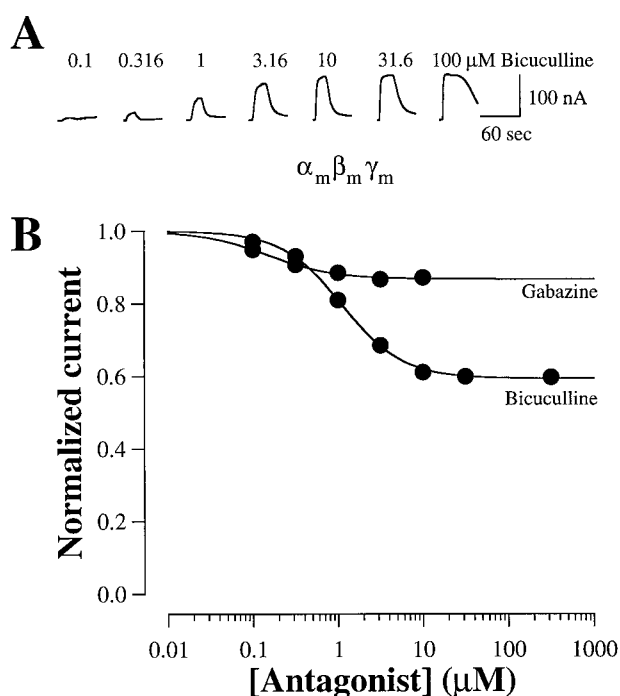 A
0.1 0.316 1 3.16 10 31.6 100 μM Bicuculline
100 nA
60 sec
αmβmγm
B
Normalized current
1.0
0.8
0.6
0.4
0.2
0.0
Gabazine
Bicuculline
0.01 0.1 1 10 100 1000
[Antagonist] (μM)